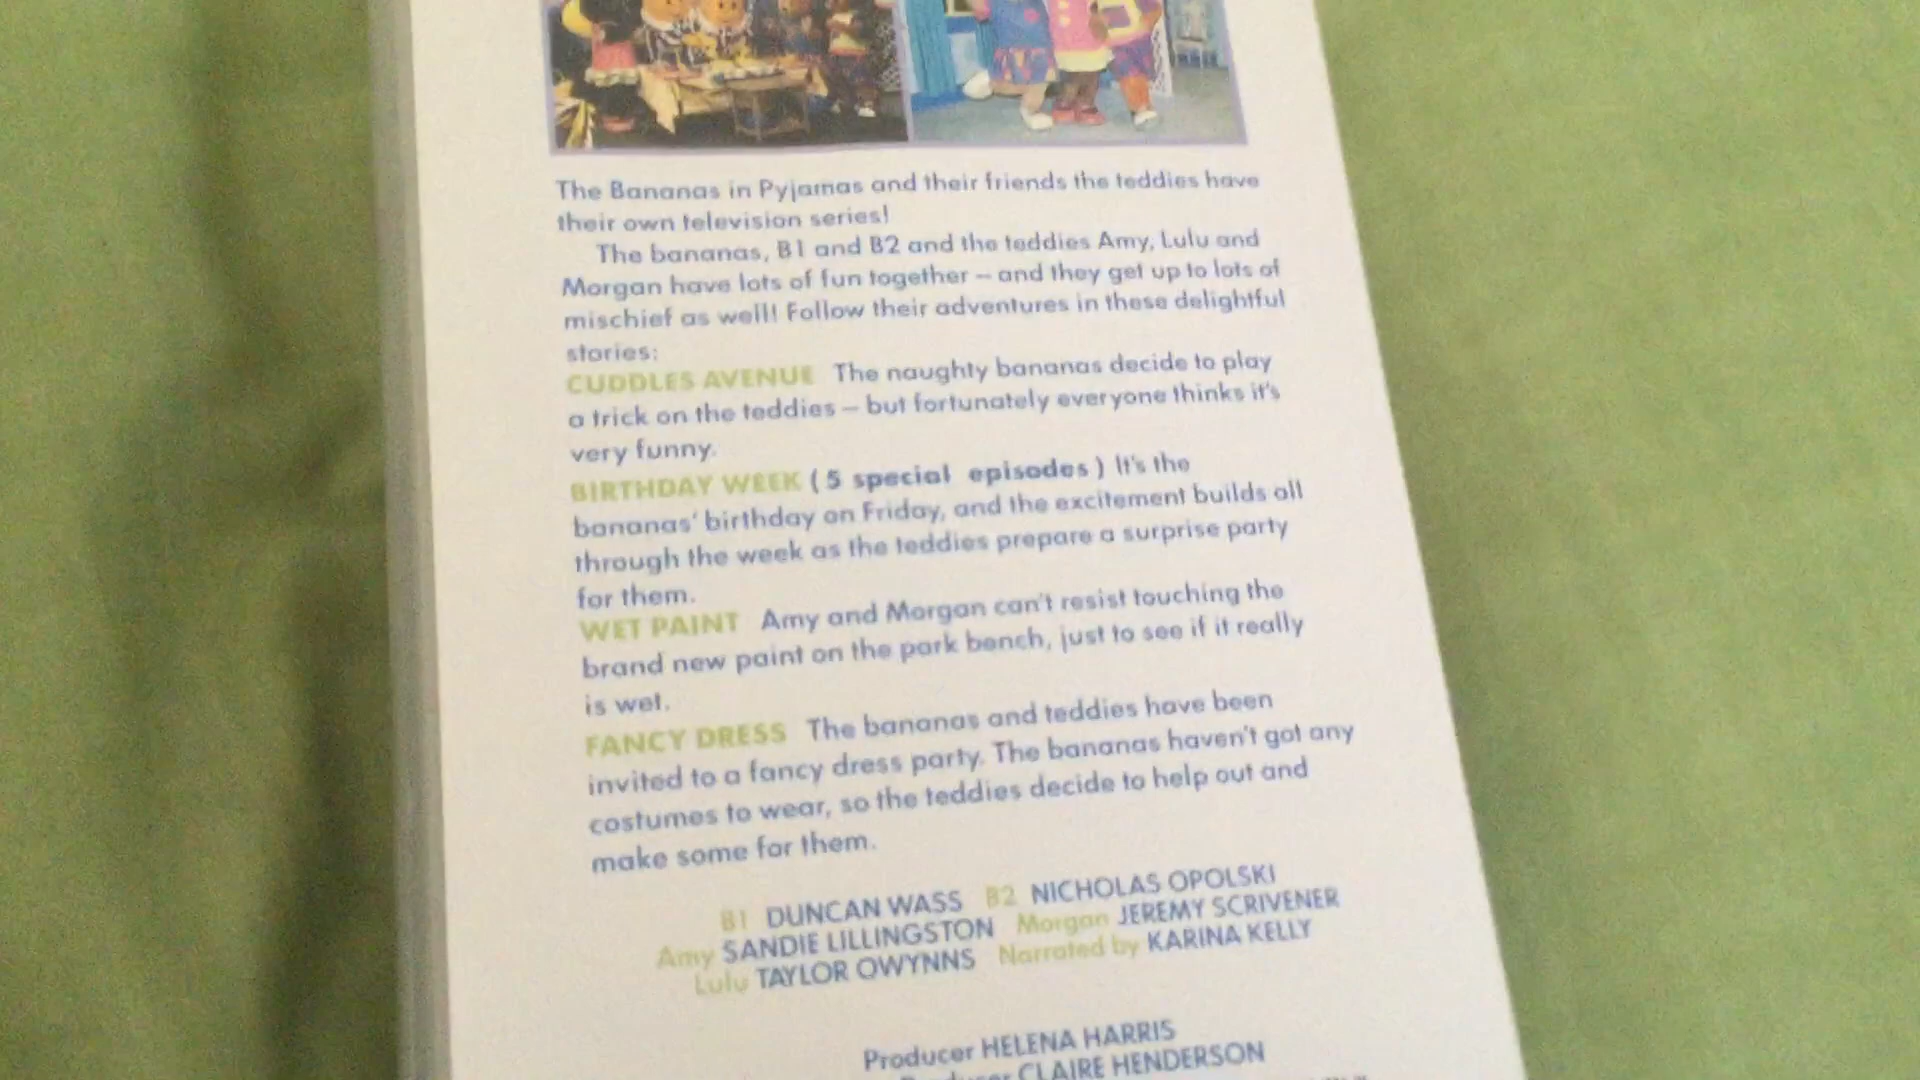 The Bananas in Pyjamas and their friends the teddies have
their own television series!
The bananas, B1 and B2 and the teddies Amy, Lulu and
Morgan have lots of fun together – and they get up to lots of
mischief as well! Follow their adventures in these delightful
stories:
CUDDLES AVENUE The naughty bananas decide to play
a trick on the teddies – but fortunately everyone thinks it's
very funny.
BIRTHDAY WEEK ( 5 special episodes ) It's the
bananas' birthday on Friday, and the excitement builds all
through the week as the teddies prepare a surprise party
for them.
WET PAINT Amy and Morgan can't resist touching the
brand new paint on the park bench, just to see if it really
is wet.
FANCY DRESS The bananas and teddies have been
invited to a fancy dress party. The bananas haven't got any
costumes to wear, so the teddies decide to help out and
make some for them.
B1 DUNCAN WASS B2 NICHOLAS OPOLSKI
Amy SANDIE LILLINGSTON Morgan JEREMY SCRIVENER
Lulu TAYLOR OWYNNS Narrated by KARINA KELLY
Producer HELENA HARRIS
Producer CLAIRE HENDERSON